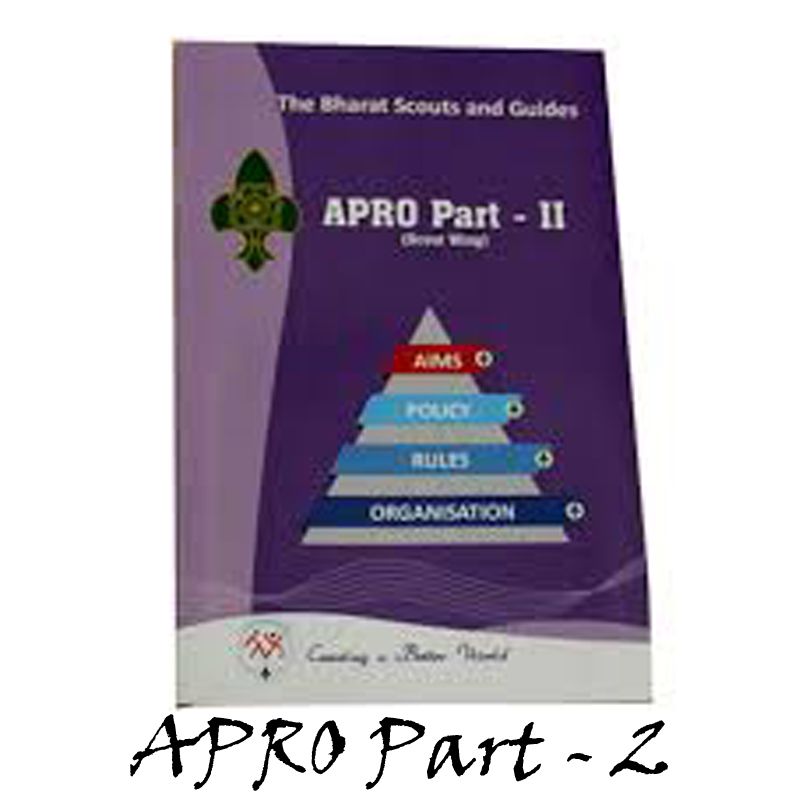 The Bharat Scouts and Guides
APRO Part - II
(Scout Wing)
AIMS
POLICY
RULES
ORGANISATION
Creating a Better World
APRO Part - 2